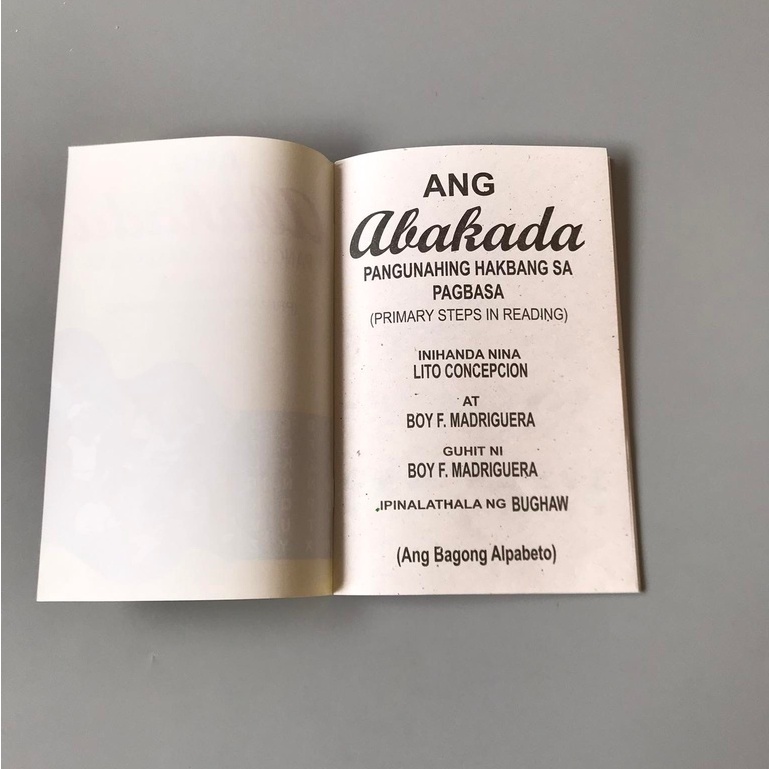 ANG
Abakada
PANGUNAHING HAKBANG SA
PAGBASA
(PRIMARY STEPS IN READING)
INIHANDA NINA
LITO CONCEPCION
AT
BOY F. MADRIGUERA
GUHIT NI
BOY F. MADRIGUERA
IPINALATHALA NG BUGHAW
(Ang Bagong Alpabeto)